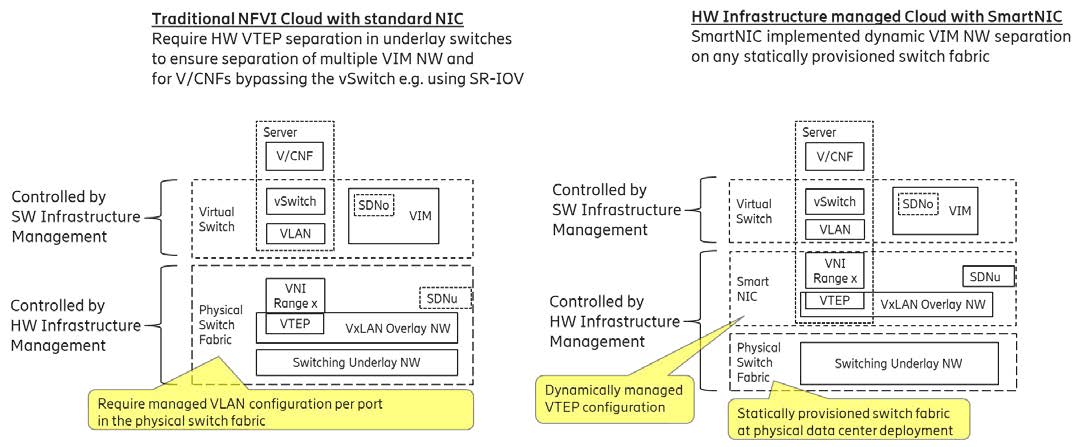 Traditional NFVI Cloud with standard NIC
Require HW VTEP separation in underlay switches
to ensure separation of multiple VIM NW and
for V/CNFs bypassing the vSwitch e.g. using SR-IOV
Server
V/CNF
Controlled by
SW Infrastructure
Management
Virtual
Switch
vSwitch
VLAN
SDNo
VIM
Controlled by
HW Infrastructure
Management
Physical
Switch
Fabric
VNI
Range x
VTEP
SDNu
VxLAN Overlay NW
Switching Underlay NW
Require managed VLAN configuration per port
in the physical switch fabric
HW Infrastructure managed Cloud with SmartNIC
SmartNIC implemented dynamic VIM NW separation
on any statically provisioned switch fabric
Server
V/CNF
Controlled by
SW Infrastructure
Management
Virtual
Switch
vSwitch
VLAN
SDNo
VIM
Controlled by
HW Infrastructure
Management
Smart
NIC
VNI
Range x
VTEP
SDNu
VxLAN Overlay NW
Physical
Switch
Fabric
Switching Underlay NW
Dynamically managed
VTEP configuration
Statically provisioned switch fabric
at physical data center deployment